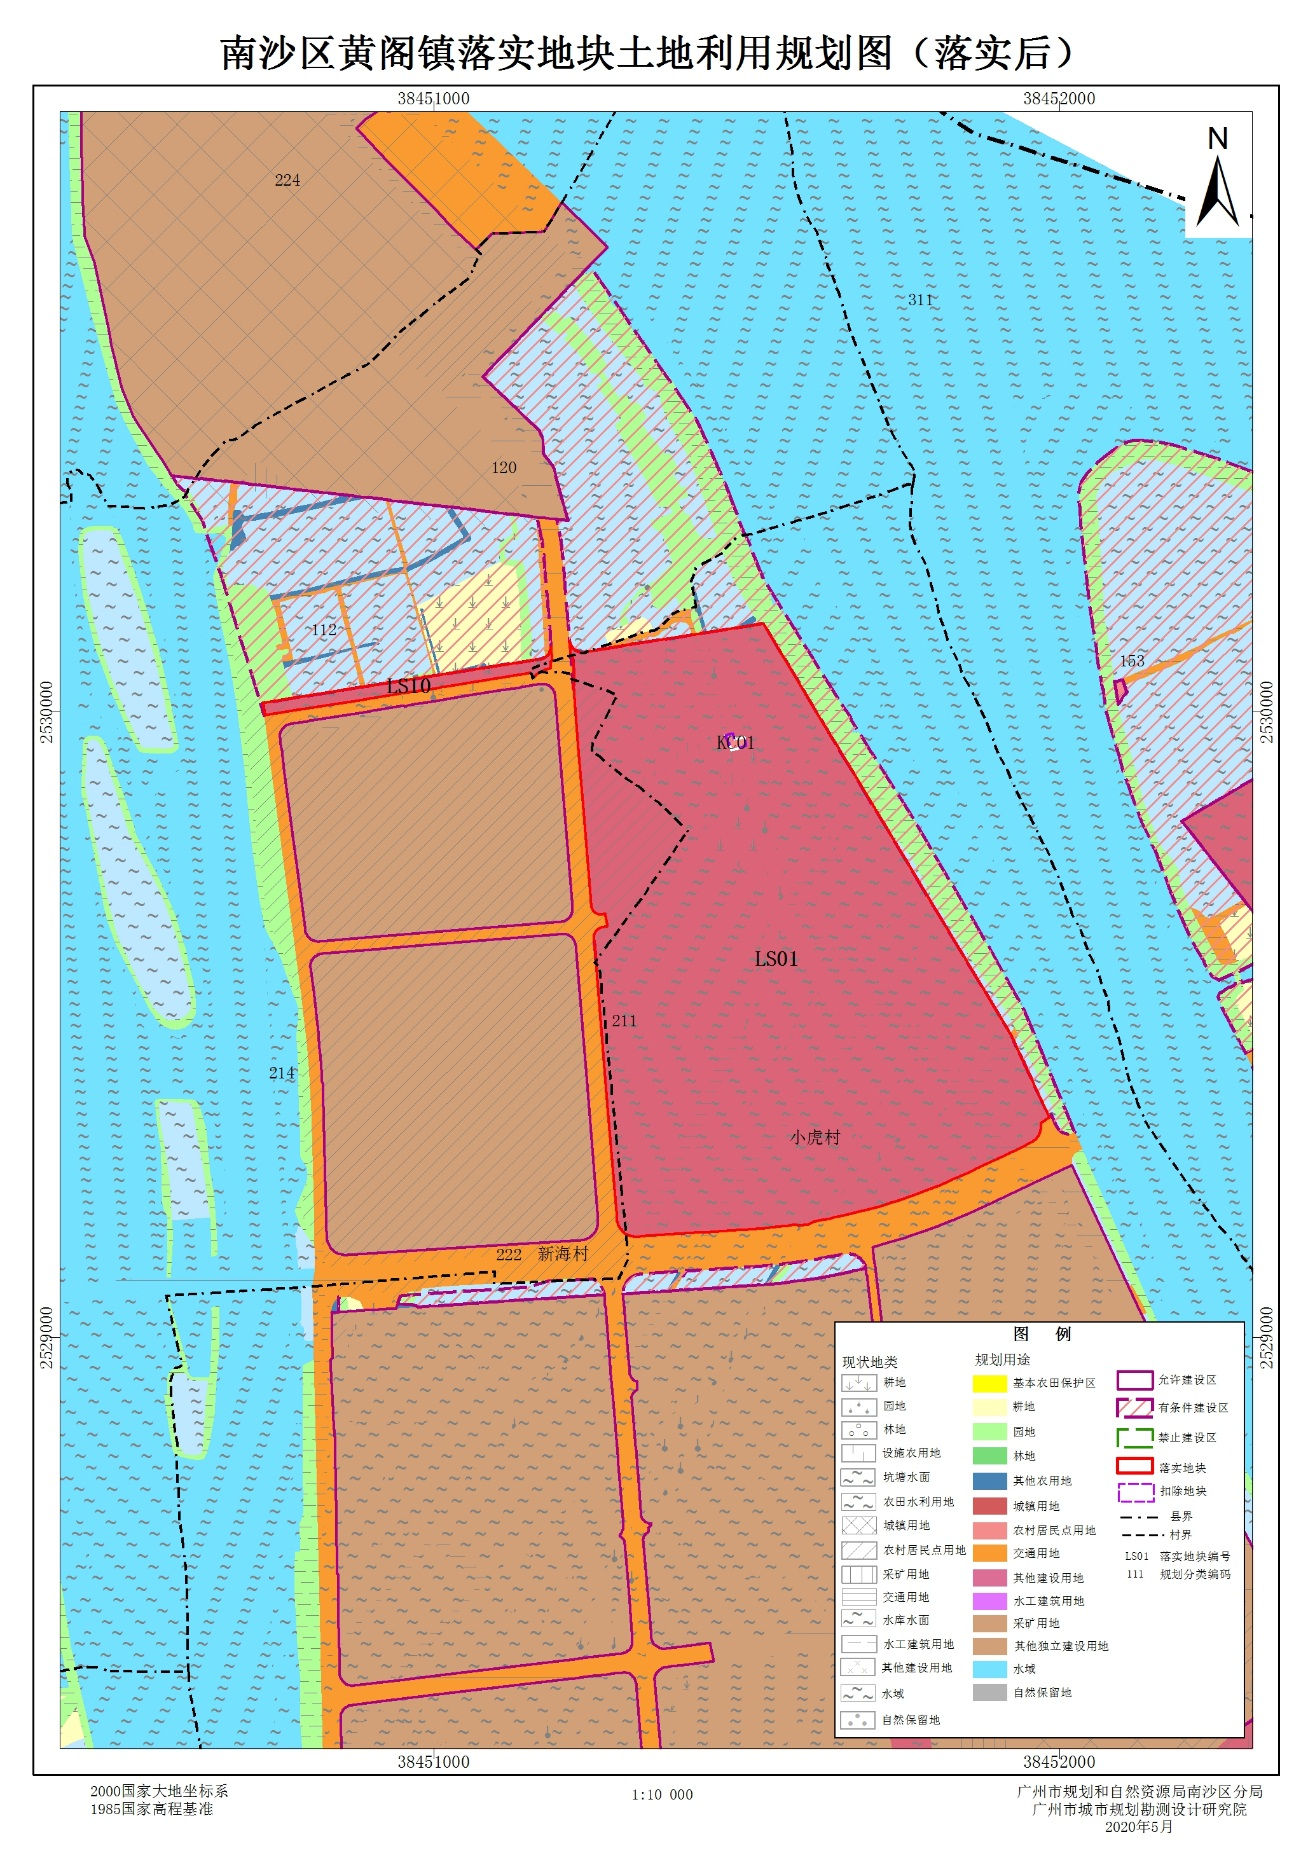 南沙区黄阁镇落实地块土地利用规划图（落实后）
38451000
38452000
N
224
311
120
112
153
LS10
2530000
2530000
KC01
LS01
211
214
小虎村
222 新海村
2529000
2529000
图 例
现状地类
耕地
园地
林地
设施农用地
坑塘水面
农田水利用地
城镇用地
农村居民点用地
采矿用地
交通用地
水库水面
水工建筑用地
其他建设用地
水域
自然保留地
规划用途
基本农田保护区
耕地
园地
林地
其他农用地
城镇用地
农村居民点用地
交通用地
其他建设用地
水工建筑用地
采矿用地
其他独立建设用地
水域
自然保留地
允许建设区
有条件建设区
禁止建设区
落实地块
扣除地块
县界
村界
LS01 落实地块编号
111 规划分类编码
38451000
38452000
2000国家大地坐标系
1985国家高程基准
1:10 000
广州市规划和自然资源局南沙区分局
广州市城市规划勘测设计研究院
2020年5月